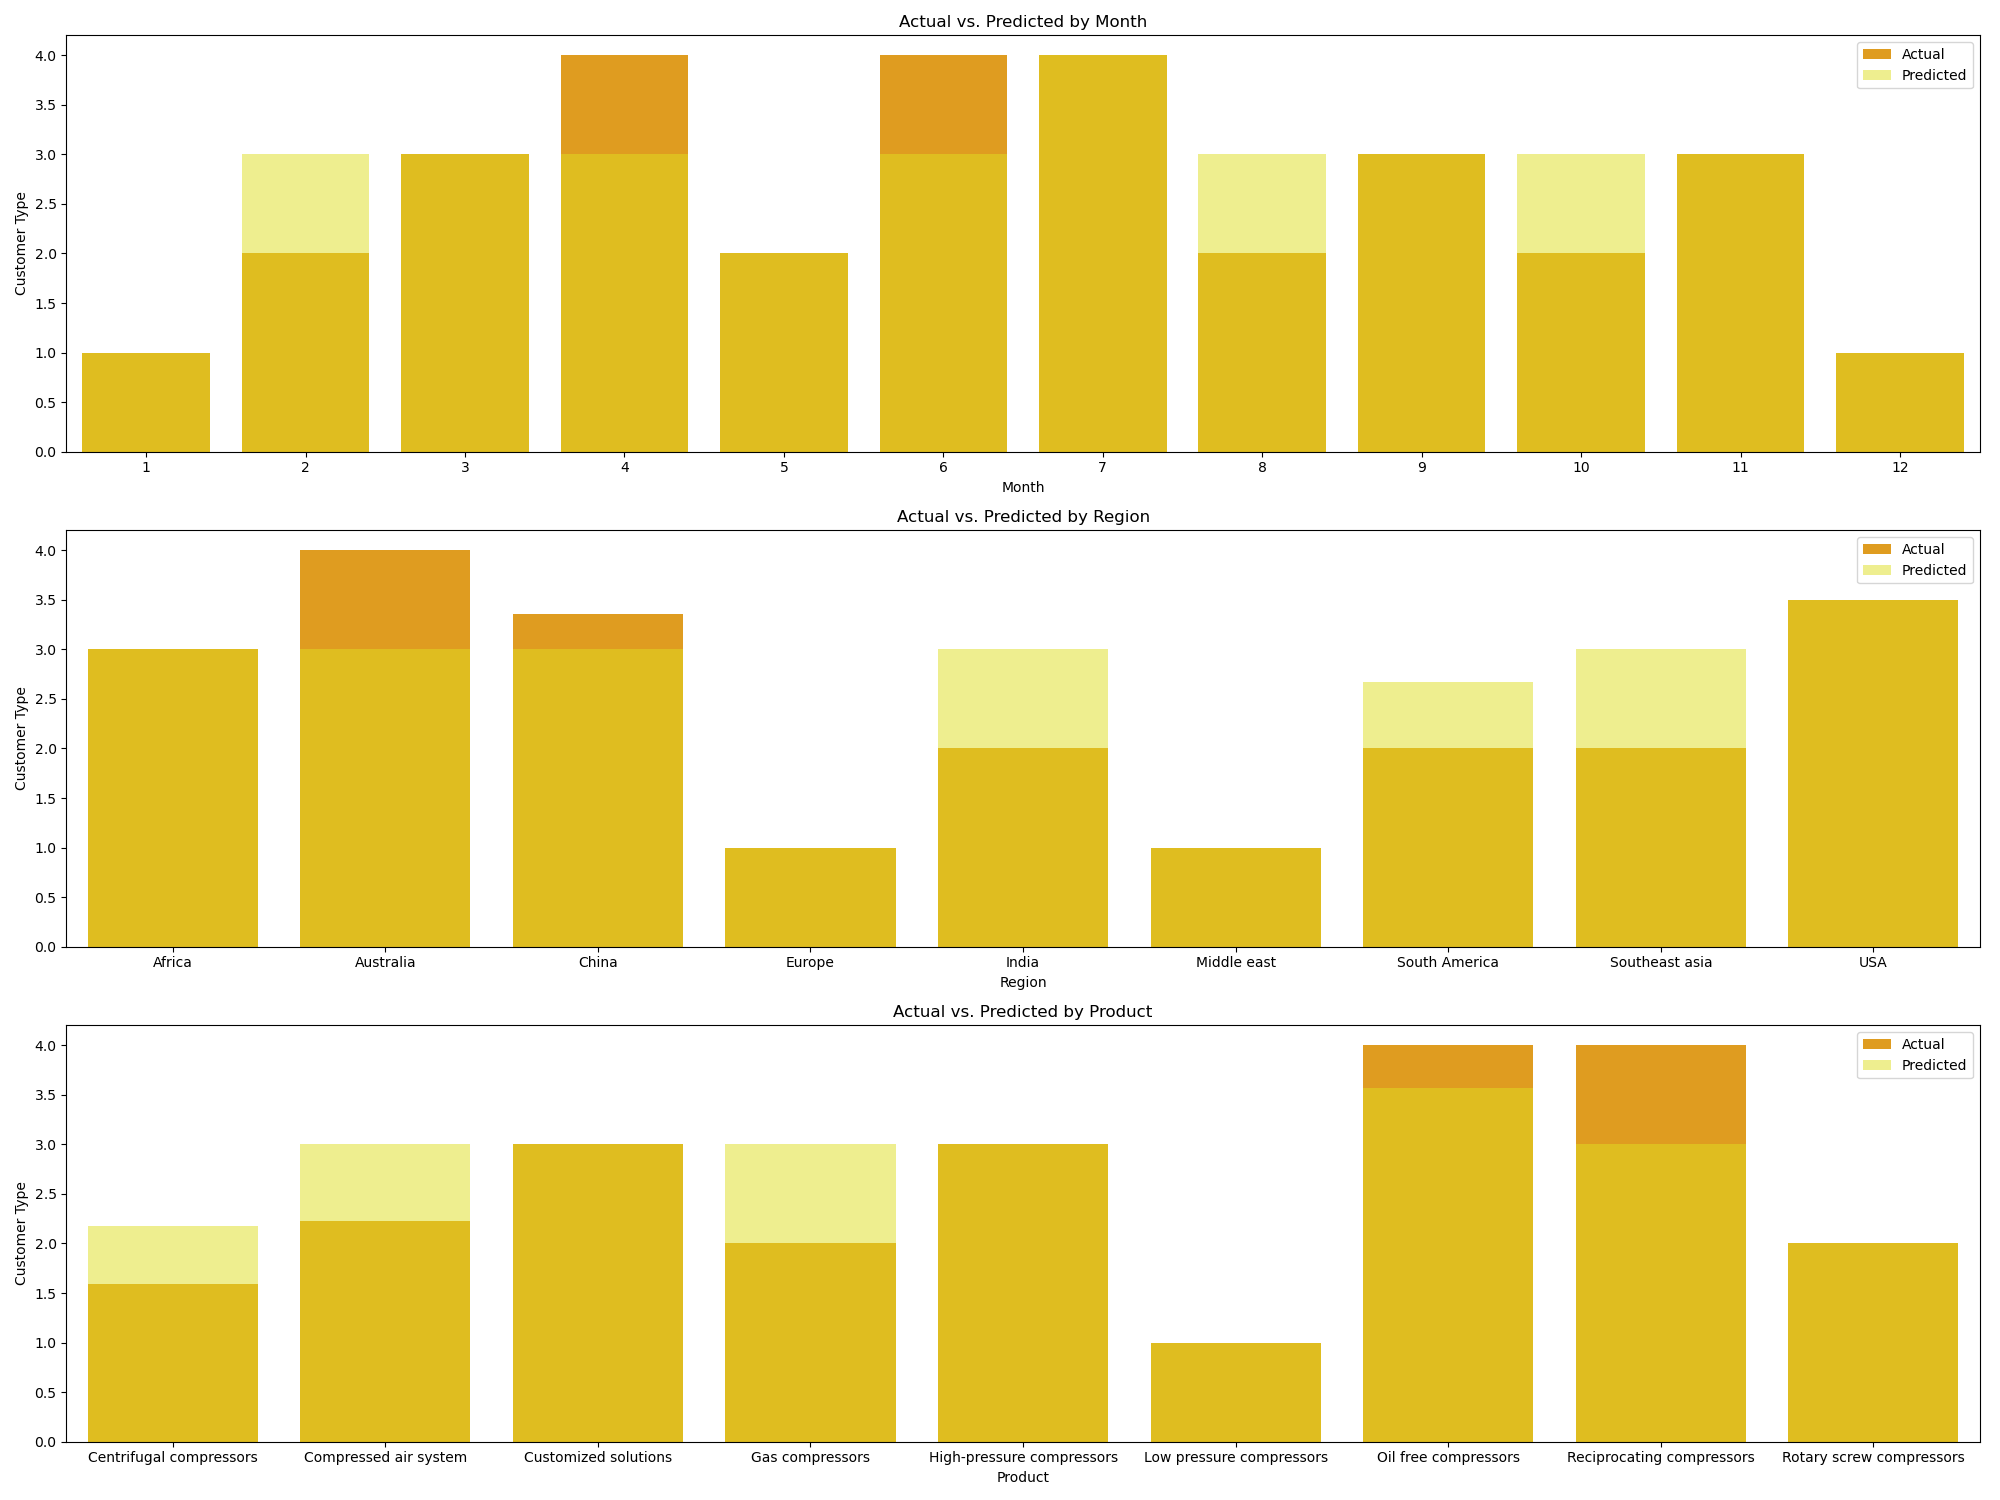 Actual vs. Predicted by Month
Actual
Predicted
Customer Type
4.0
3.5
3.0
2.5
2.0
1.5
1.0
0.5
0.0
1 2 3 4 5 6 7 8 9 10 11 12
Month
Actual vs. Predicted by Region
Actual
Predicted
Customer Type
4.0
3.5
3.0
2.5
2.0
1.5
1.0
0.5
0.0
Africa Australia China Europe India Middle east South America Southeast asia USA
Region
Actual vs. Predicted by Product
Actual
Predicted
Customer Type
4.0
3.5
3.0
2.5
2.0
1.5
1.0
0.5
0.0
Centrifugal compressors Compressed air system Customized solutions Gas compressors High-pressure compressors Low pressure compressors Oil free compressors Reciprocating compressors Rotary screw compressors
Product